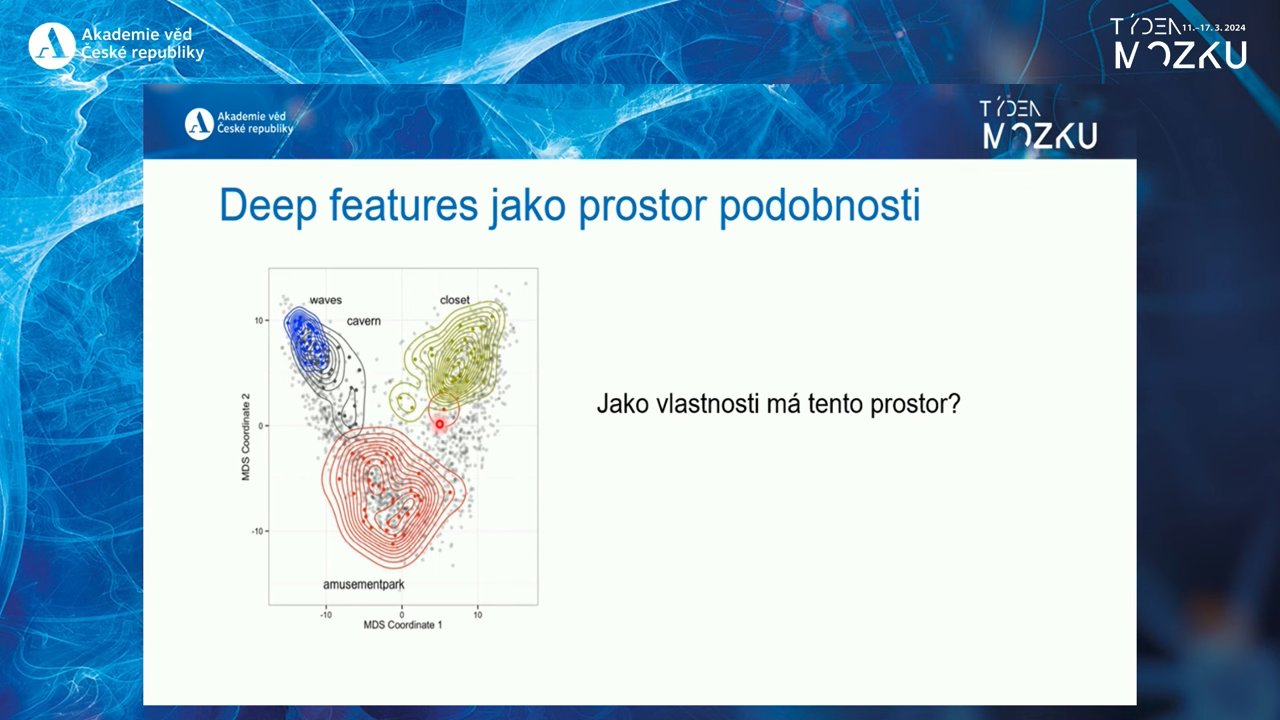 Akademie věd
České republiky
TÝDEN 11.–17. 3. 2024
MOZKU
Akademie věd
České republiky
TÝDEN
MOZKU
Deep features jako prostor podobnosti
waves
closet
cavern
10
MDS Coordinate 2
0
-10
amusementpark
-10 0 10
MDS Coordinate 1
Jako vlastnosti má tento prostor?